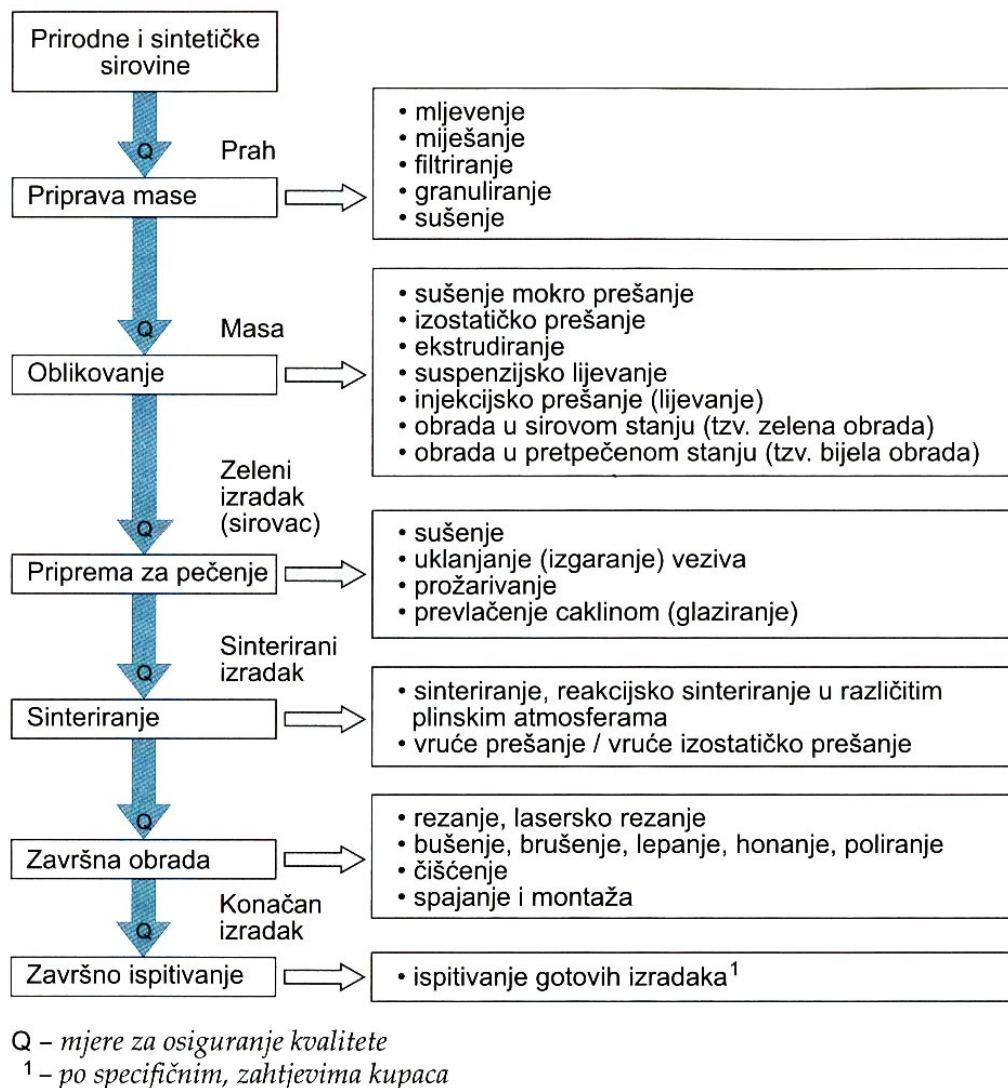 Prirodne i sintetičke
sirovine
Q
Prah
Priprava mase
• mljevenje
• miješanje
• filtriranje
• granuliranje
• sušenje
Q
Masa
Oblikovanje
• sušenje mokro prešanje
• izostatičko prešanje
• ekstrudiranje
• suspenzijsko lijevanje
• injekcijsko prešanje (lijevanje)
• obrada u sirovom stanju (tzv. zelena obrada)
• obrada u pretpečenom stanju (tzv. bijela obrada)
Zeleni
izradak
(sirovac)
Q
Priprema za pečenje
• sušenje
• uklanjanje (izgaranje) veziva
• prožarivanje
• prevlačenje caklinom (glaziranje)
Sinterirani
izradak
Q
Sinteriranje
• sinteriranje, reakcijsko sinteriranje u različitim
plinskim atmosferama
• vruće prešanje / vruće izostatičko prešanje
Q
Završna obrada
• rezanje, lasersko rezanje
• bušenje, brušenje, lepanje, honanje, poliranje
• čišćenje
• spajanje i montaža
Konačan
izradak
Q
Završno ispitivanje
• ispitivanje gotovih izradaka¹
Q – mjere za osiguranje kvalitete
¹ – po specifičnim, zahtjevima kupaca